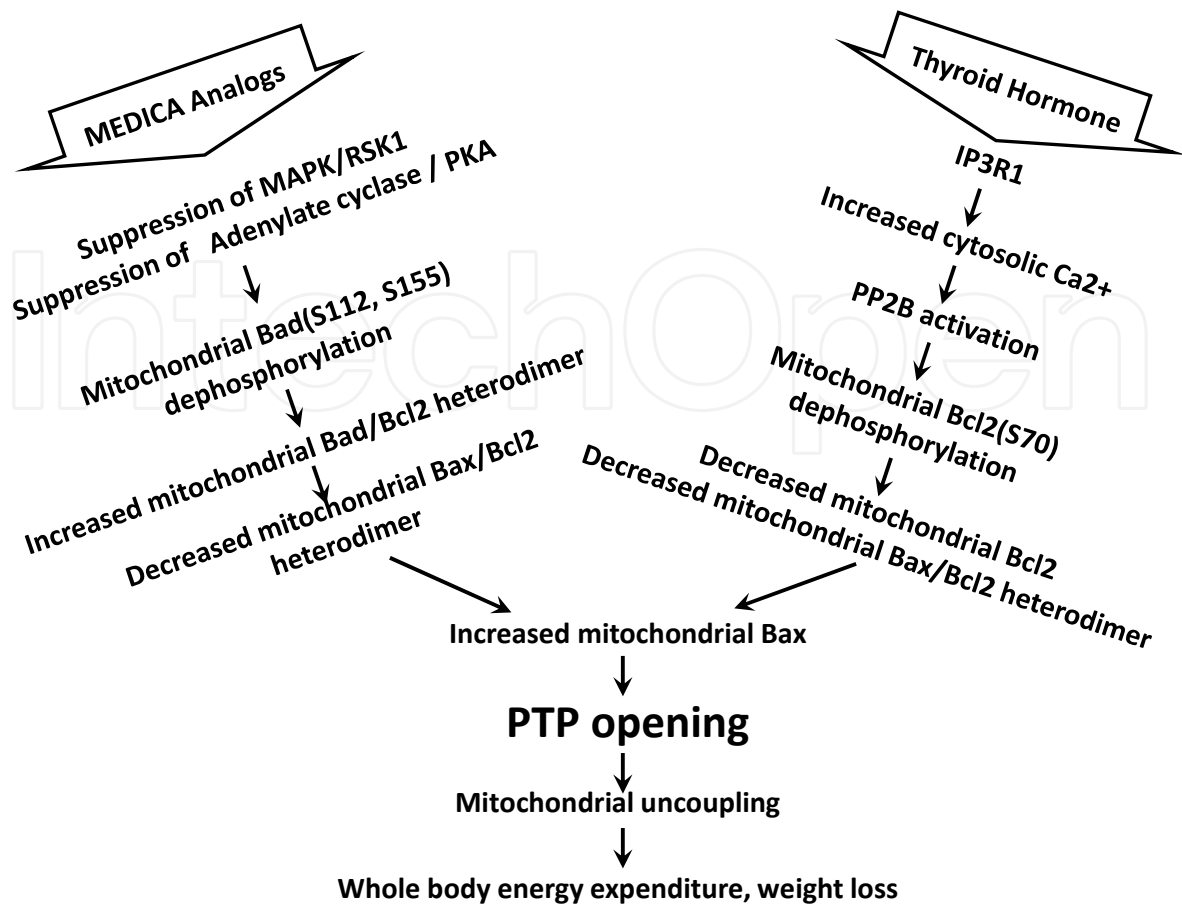 MEDICA Analogs
Suppression of MAPK/RSK1
Suppression of Adenylate cyclase / PKA
Mitochondrial Bad(S112, S155)
dephosphorylation
Increased mitochondrial Bad/Bcl2 heterodimer
Decreased mitochondrial Bax/Bcl2
heterodimer
Thyroid Hormone
IP3R1
Increased cytosolic Ca2+
PP2B activation
Mitochondrial Bcl2(S70)
dephosphorylation
Decreased mitochondrial Bcl2
Decreased mitochondrial Bax/Bcl2 heterodimer
Increased mitochondrial Bax
PTP opening
Mitochondrial uncoupling
Whole body energy expenditure, weight loss
IntechOpen